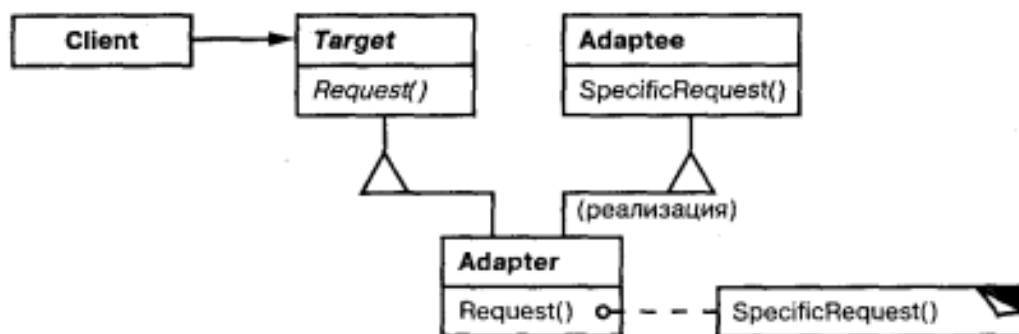 Client
Target
Request()
Adaptee
SpecificRequest()
(реализация)
Adapter
Request()
SpecificRequest()